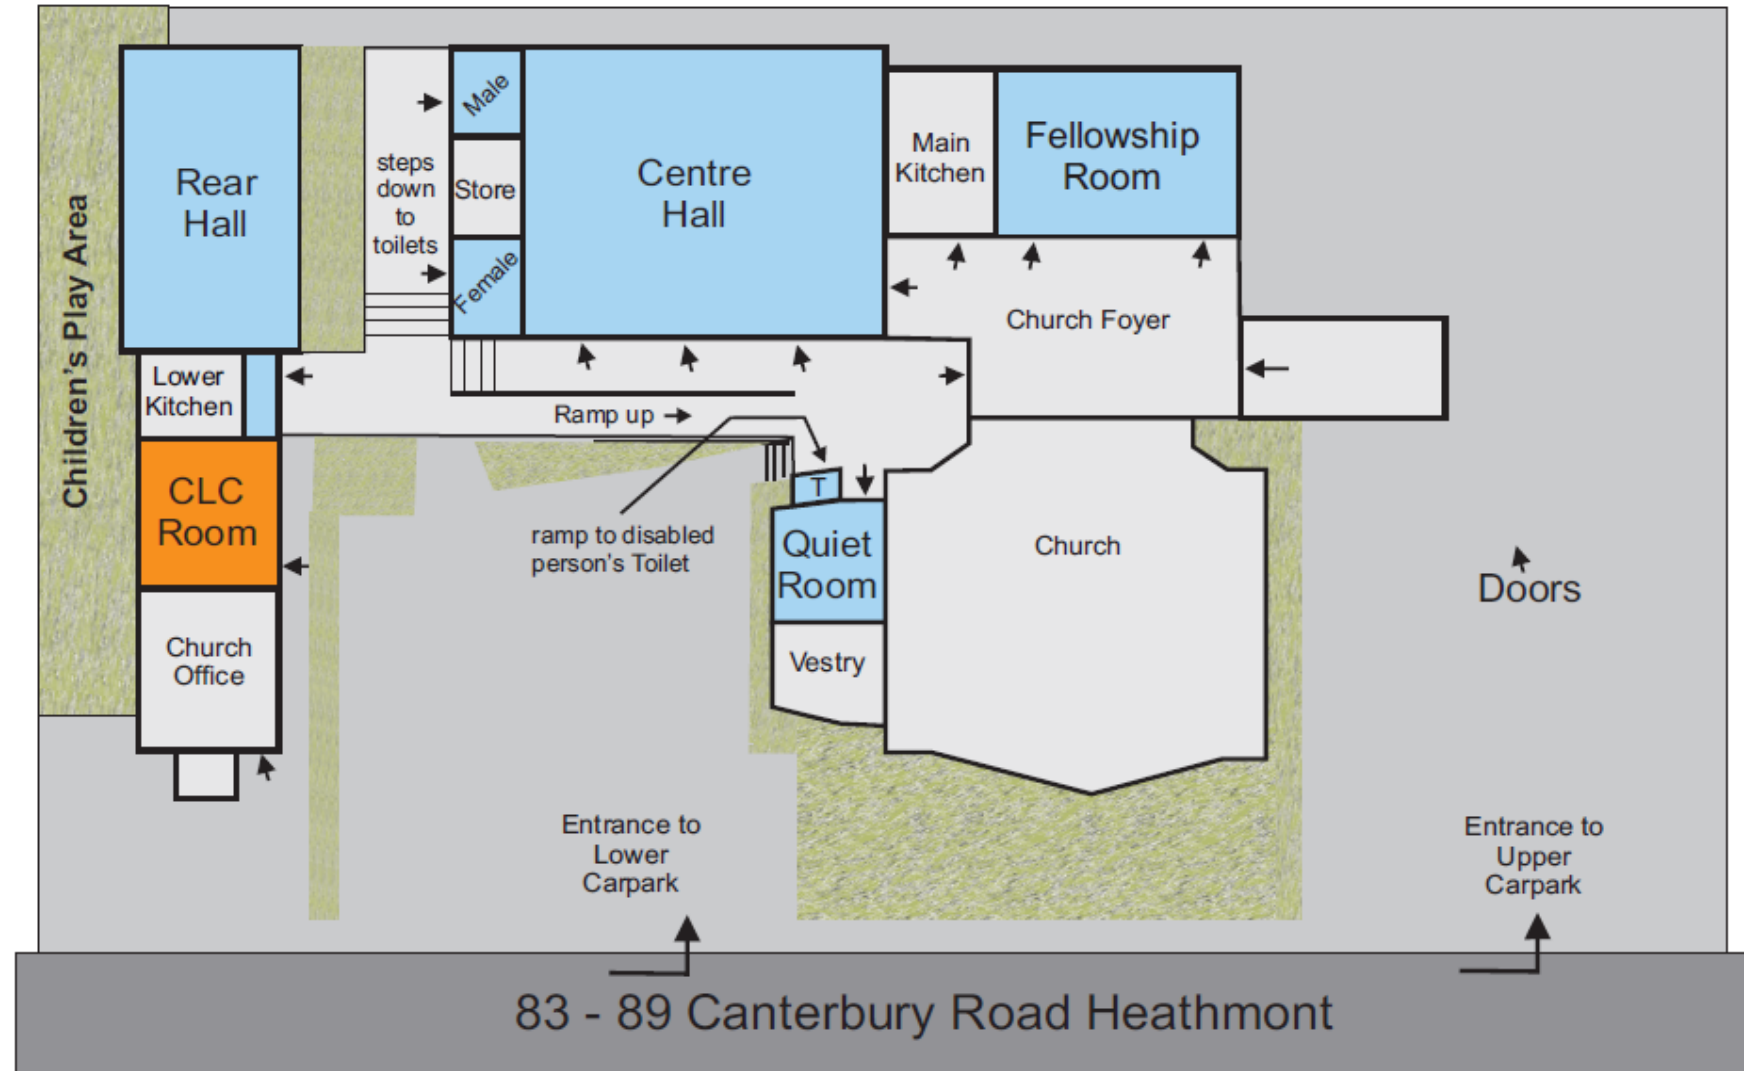 Children's Play Area
Rear
Hall
steps
down
to
toilets
Male
Store
Female
Centre
Hall
Main
Kitchen
Fellowship
Room
Church Foyer
Lower
Kitchen
Ramp up
CLC
Room
T
ramp to disabled
person's Toilet
Quiet
Room
Church
Doors
Church
Office
Vestry
Entrance to
Lower
Carpark
Entrance to
Upper
Carpark
83 - 89 Canterbury Road Heathmont